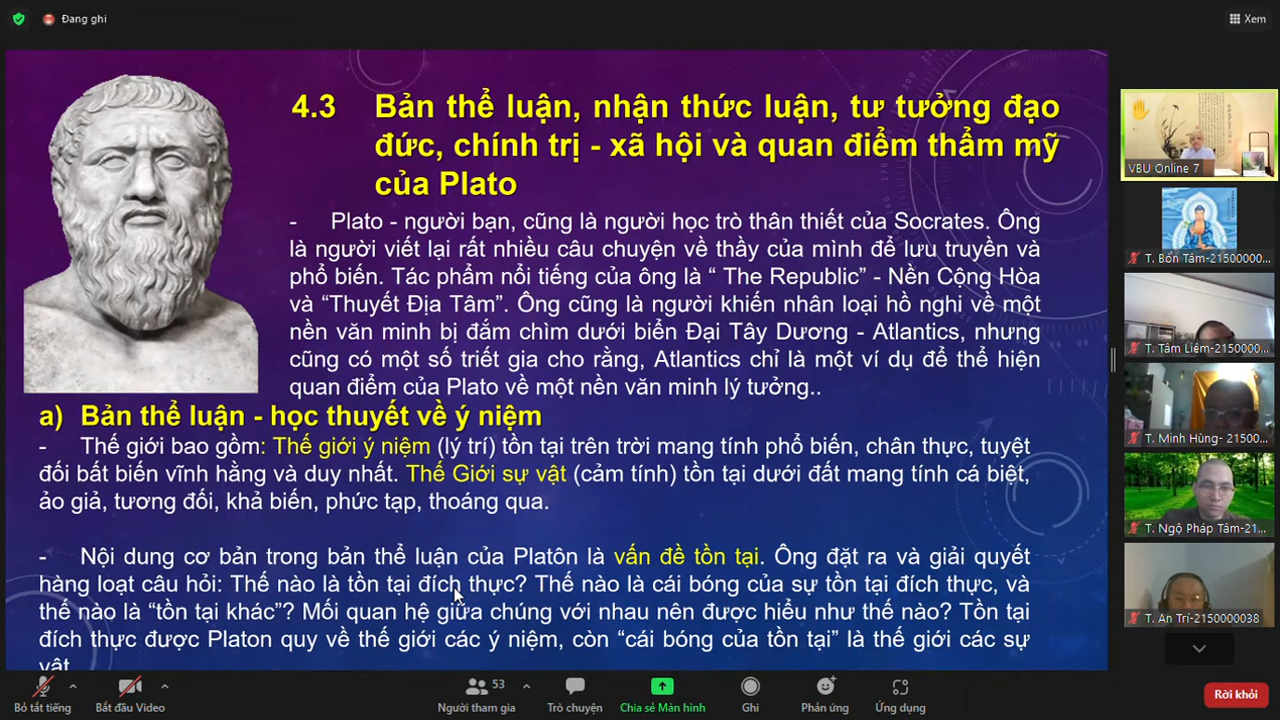 Đang ghi
Xem
4.3 Bản thể luận, nhận thức luận, tư tưởng đạo
đức, chính trị - xã hội và quan điểm thẩm mỹ
của Plato
- Plato - người bạn, cũng là người học trò thân thiết của Socrates. Ông
là người viết lại rất nhiều câu chuyện về thầy của mình để lưu truyền và
phổ biến. Tác phẩm nổi tiếng của ông là “ The Republic” - Nền Cộng Hòa
và “Thuyết Địa Tâm”. Ông cũng là người khiến nhân loại hồ nghi về một
nền văn minh bị đắm chìm dưới biển Đại Tây Dương - Atlantics, nhưng
cũng có một số triết gia cho rằng, Atlantics chỉ là một ví dụ để thể hiện
quan điểm của Plato về một nền văn minh lý tưởng..
a) Bản thể luận - học thuyết về ý niệm
- Thế giới bao gồm: Thế giới ý niệm (lý trí) tồn tại trên trời mang tính phổ biến, chân thực, tuyệt
đối bất biến vĩnh hằng và duy nhất. Thế Giới sự vật (cảm tính) tồn tại dưới đất mang tính cá biệt,
ảo giả, tương đối, khả biến, phức tạp, thoáng qua.
- Nội dung cơ bản trong bản thể luận của Platôn là vấn đề tồn tại. Ông đặt ra và giải quyết
hàng loạt câu hỏi: Thế nào là tồn tại đích thực? Thế nào là cái bóng của sự tồn tại đích thực, và
thế nào là “tồn tại khác”? Mối quan hệ giữa chúng với nhau nên được hiểu như thế nào? Tồn tại
đích thực được Platon quy về thế giới các ý niệm, còn “cái bóng của tồn tại” là thế giới các sự
vật
VBU Online 7
T. Bổn Tâm-21500000...
T. Tâm Liêm-2150000...
T. Minh Hùng- 21500...
T. Ngộ Pháp Tâm-21...
T. An Trí-2150000038
Bỏ tắt tiếng
Bắt đầu Video
53
Người tham gia
Trò chuyện
Chia sẻ Màn hình
Ghi
Phản ứng
Ứng dụng
Rời khỏi